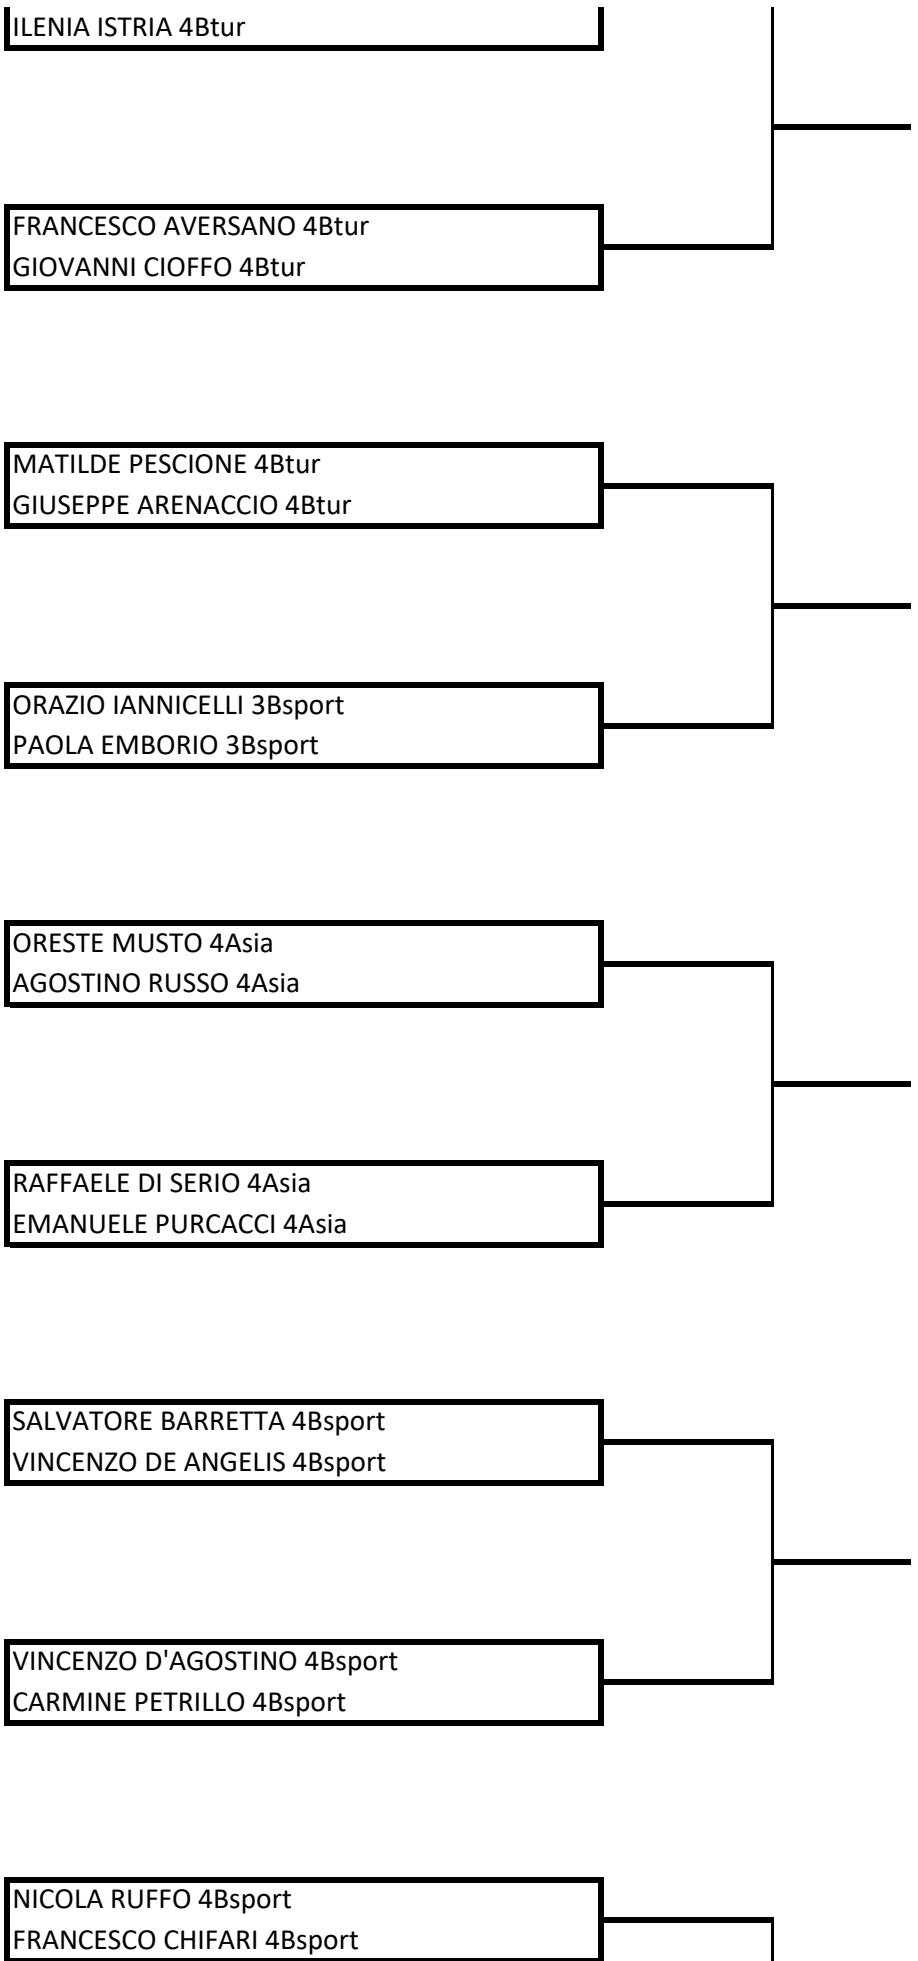 ILENIA ISTRIA 4Btur
FRANCESCO AVERSANO 4Btur
GIOVANNI CIOFFO 4Btur
MATILDE PESCIONE 4Btur
GIUSEPPE ARENACCIO 4Btur
ORAZIO IANNICELLI 3Bsport
PAOLA EMBORIO 3Bsport
ORESTE MUSTO 4Asia
AGOSTINO RUSSO 4Asia
RAFFAELE DI SERIO 4Asia
EMANUELE PURCACCI 4Asia
SALVATORE BARRETTA 4Bsport
VINCENZO DE ANGELIS 4Bsport
VINCENZO D'AGOSTINO 4Bsport
CARMINE PETRILLO 4Bsport
NICOLA RUFFO 4Bsport
FRANCESCO CHIFARI 4Bsport